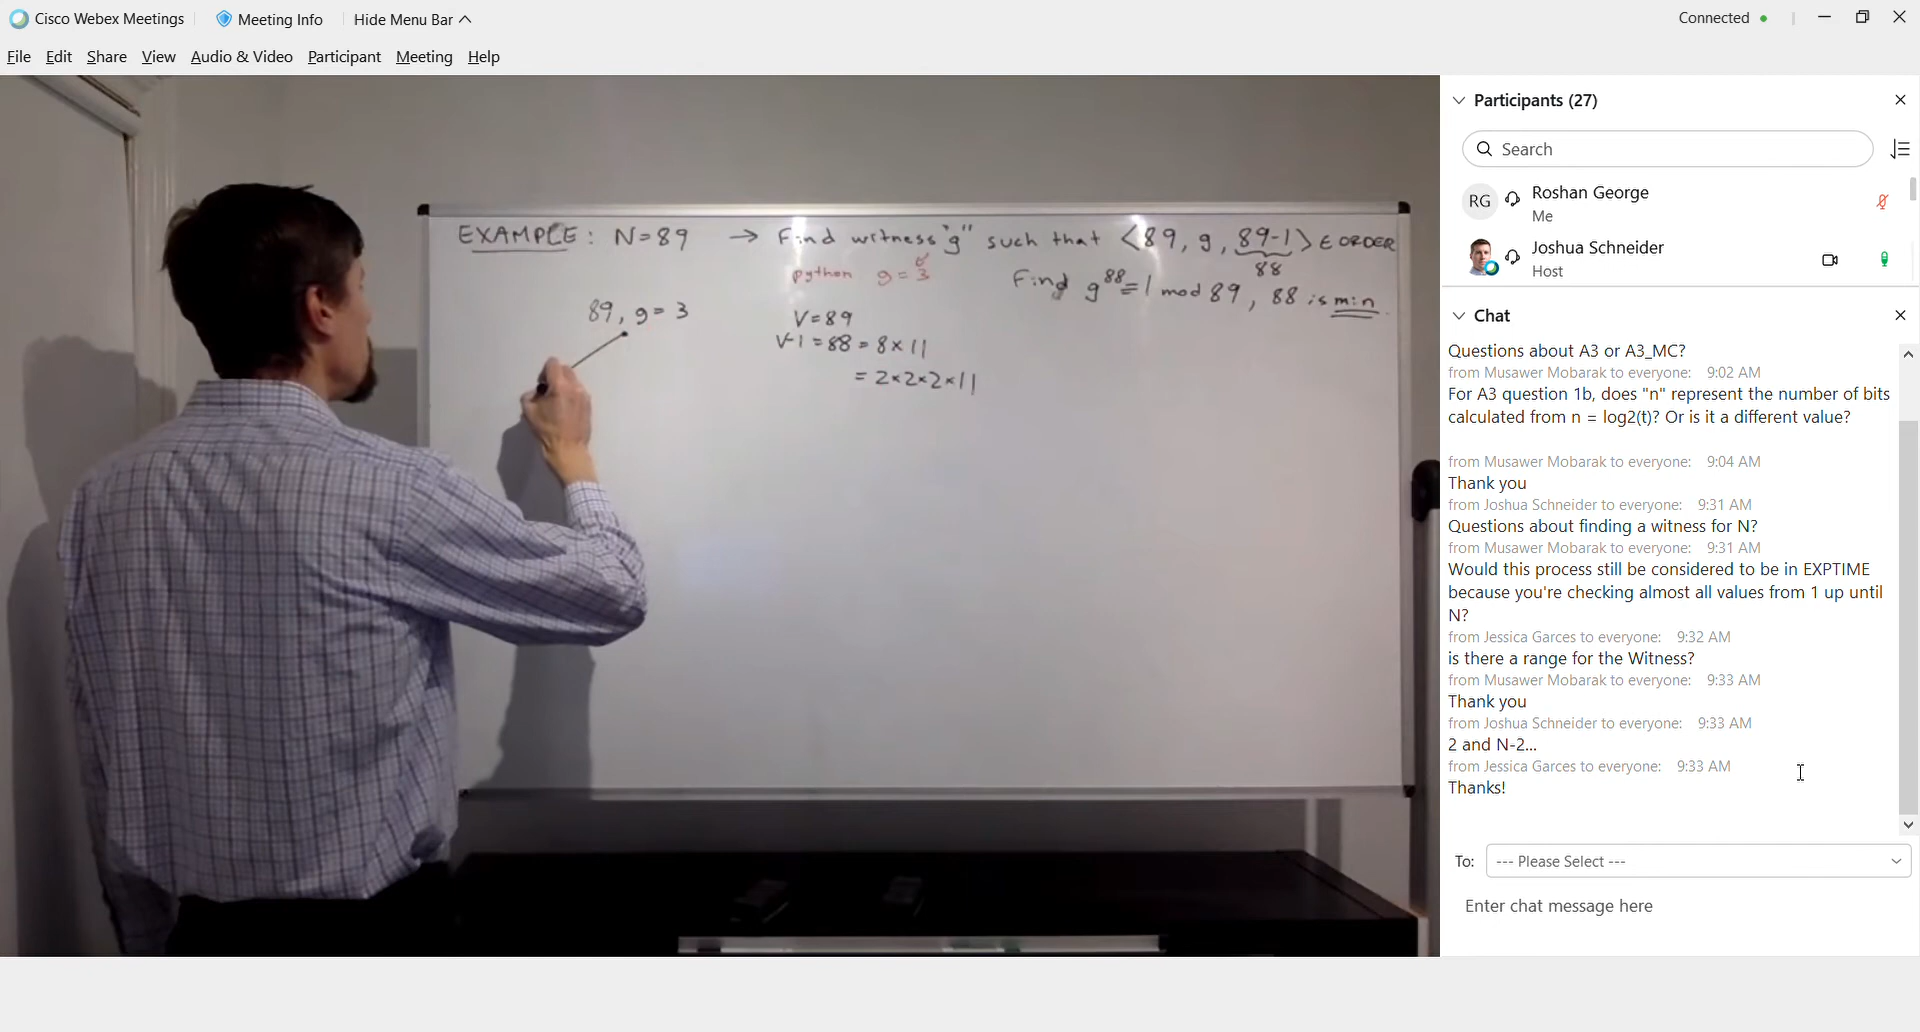 Cisco Webex Meetings
Meeting Info
Hide Menu Bar
Connected
File Edit Share View Audio & Video Participant Meeting Help
EXAMPLE : N=89 → Find witness "g" such that <89, g, 89-1> ∈ ORDER
88
python g = 3
Find g^88 ≡ 1 mod 89, 88 is min.
89, g = 3
V = 89
V-1 = 88 = 8 × 11
= 2×2×2×11
Participants (27)
Search
RG
Roshan George
Me
Joshua Schneider
Host
Chat
Questions about A3 or A3_MC?
from Musawer Mobarak to everyone: 9:02 AM
For A3 question 1b, does "n" represent the number of bits
calculated from n = log2(t)? Or is it a different value?
from Musawer Mobarak to everyone: 9:04 AM
Thank you
from Joshua Schneider to everyone: 9:31 AM
Questions about finding a witness for N?
from Musawer Mobarak to everyone: 9:31 AM
Would this process still be considered to be in EXPTIME
because you're checking almost all values from 1 up until
N?
from Jessica Garces to everyone: 9:32 AM
is there a range for the Witness?
from Musawer Mobarak to everyone: 9:33 AM
Thank you
from Joshua Schneider to everyone: 9:33 AM
2 and N-2...
from Jessica Garces to everyone: 9:33 AM
Thanks!
To: --- Please Select ---
Enter chat message here